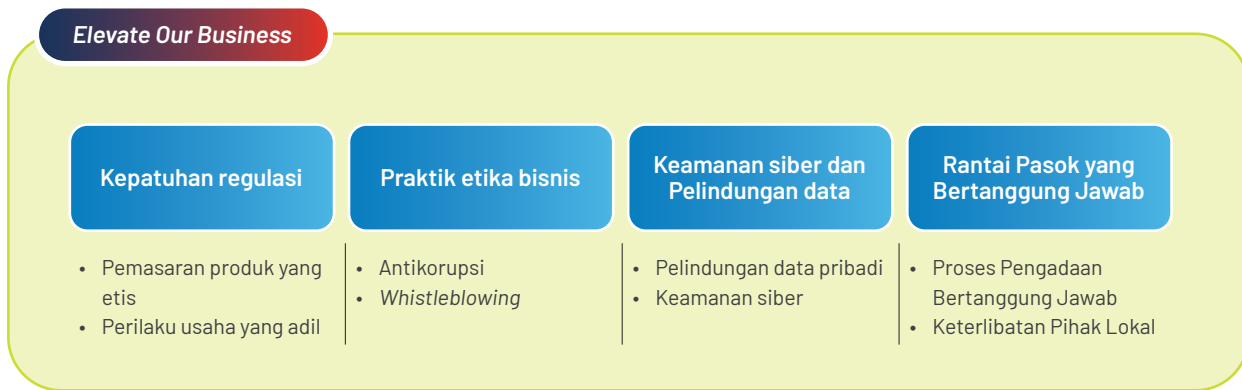 Elevate Our Business
Kepatuhan regulasi
• Pemasaran produk yang
etis
• Perilaku usaha yang adil
Praktik etika bisnis
• Antikorupsi
• Whistleblowing
Keamanan siber dan
Pelindungan data
• Pelindungan data pribadi
• Keamanan siber
Rantai Pasok yang
Bertanggung Jawab
• Proses Pengadaan
Bertanggung Jawab
• Keterlibatan Pihak Lokal